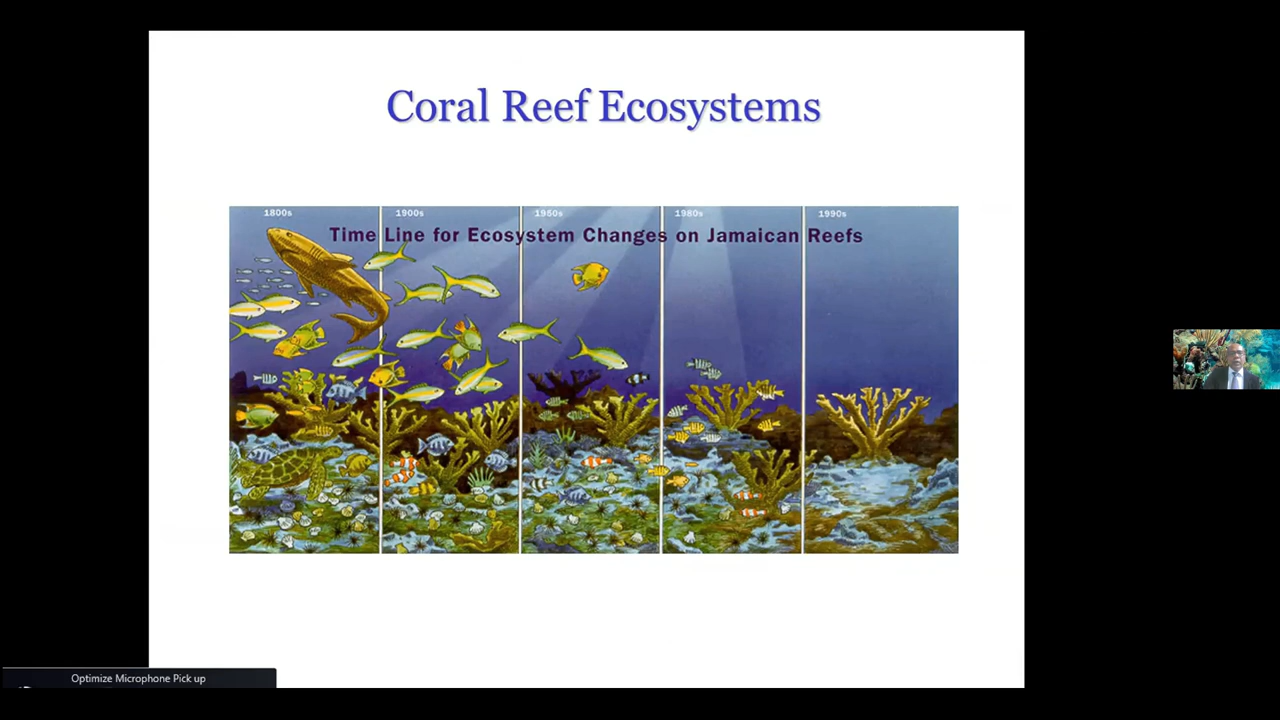 Coral Reef Ecosystems
1800s 1900s 1950s 1980s 1990s
Time Line for Ecosystem Changes on Jamaican Reefs
Optimize Microphone Pick up